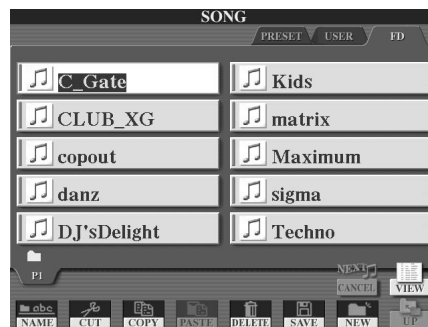 SONG
PRESET USER FD
C_Gate Kids
CLUB_XG matrix
copout Maximum
danz sigma
DJ'sDelight Techno
P1
NEXT
CANCEL VIEW
abc
NAME CUT COPY PASTE DELETE SAVE NEW UP